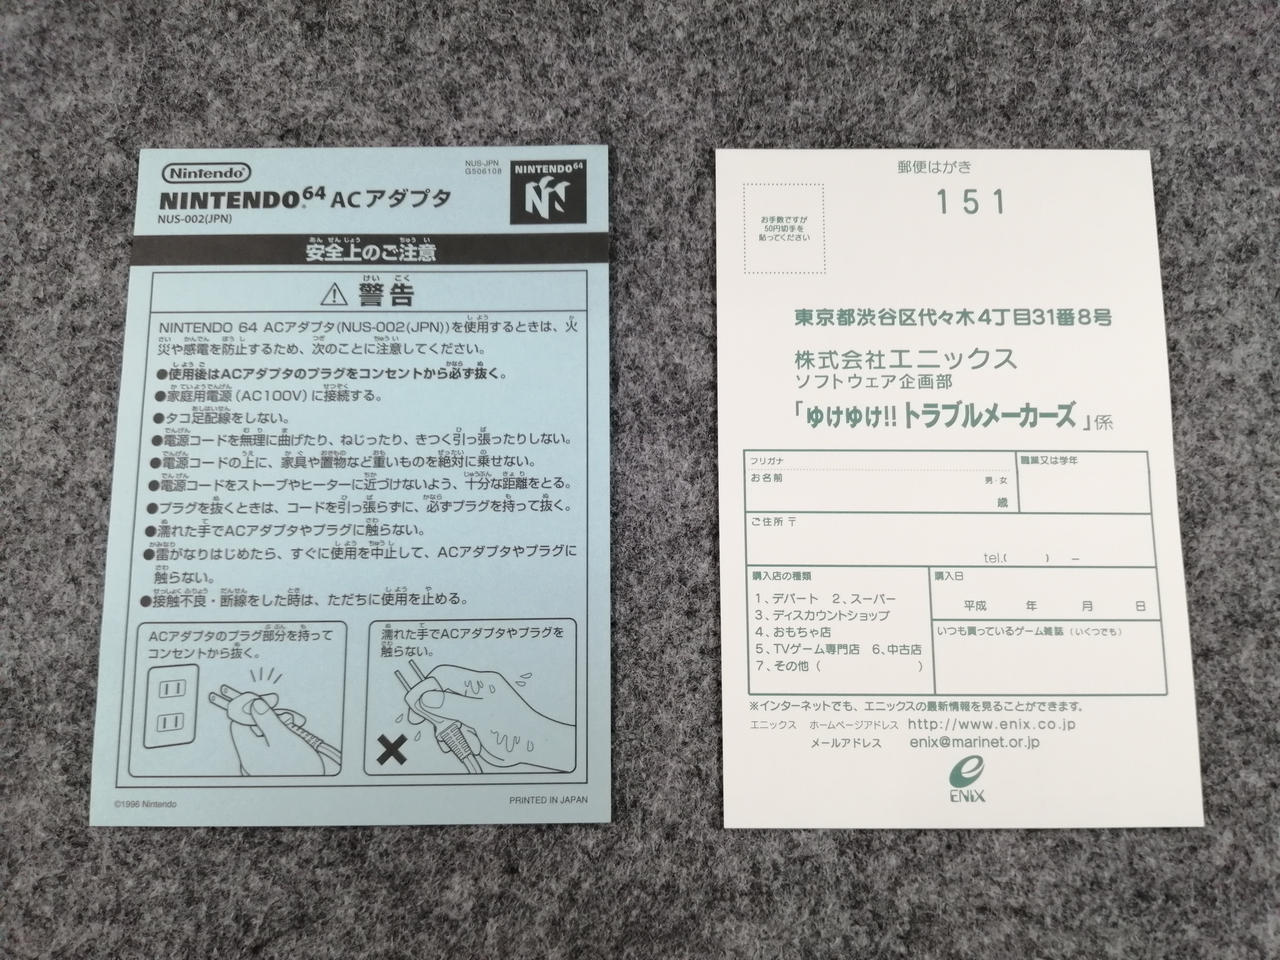 Nintendo
NINTENDO64 ACアダプタ
NUS-002(JPN)
NUS-JPN
G506108
NINTENDO64
あんぜんじょう ちゅうい
安全上のご注意
けいこく
警告
NINTENDO 64 ACアダプタ(NUS-002(JPN))を使用するときは、火
災や感電を防止するため、次のことに注意してください。
●使用後はACアダプタのプラグをコンセントから必ず抜く。
●家庭用電源(AC100V)に接続する。
●タコ足配線をしない。
●電源コードを無理に曲げたり、ねじったり、きつく引っ張ったりしない。
●電源コードの上に、家具や置物など重いものを絶対に乗せない。
●電源コードをストーブやヒーターに近づけないよう、十分な距離をとる。
●プラグを抜くときは、コードを引っ張らずに、必ずプラグを持って抜く。
●濡れた手でACアダプタやプラグに触らない。
●雷がなりはじめたら、すぐに使用を中止して、ACアダプタやプラグに
触らない。
●接触不良・断線をした時は、ただちに使用を止める。
ACアダプタのプラグ部分を持って
コンセントから抜く。
濡れた手でACアダプタやプラグを
触らない。
©1996 Nintendo
PRINTED IN JAPAN
郵便はがき
151
お手数ですが
50円切手を
貼ってください
東京都渋谷区代々木4丁目31番8号
株式会社エニックス
ソフトウェア企画部
「ゆけゆけ!!トラブルメーカーズ」係
フリガナ
お名前
男・女
歳
職業又は学年
ご住所 〒
tel.( ) −
購入店の種類
1、デパート 2、スーパー
3、ディスカウントショップ
4、おもちゃ店
5、TVゲーム専門店 6、中古店
7、その他( )
購入日
平成 年 月 日
いつも買っているゲーム雑誌(いくつでも)
※インターネットでも、エニックスの最新情報を見ることができます。
エニックス ホームページアドレス http://www.enix.co.jp
メールアドレス enix@marinet.or.jp
ENIX